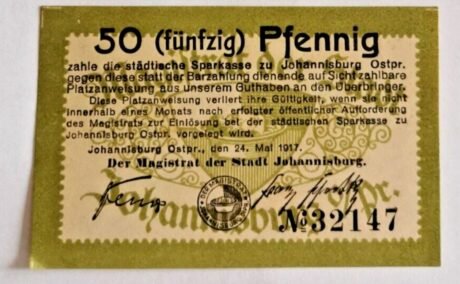 50 (fünfzig) Pfennig
zahle die städtische Sparkasse zu Johannisburg Ostpr.
gegen diese statt der Barzahlung dienende auf Sicht zahlbare
Platzanweisung aus unserem Guthaben an den Überbringer.
Diese Platzanweisung verliert ihre Gültigkeit, wenn sie nicht
innerhalb eines Monats nach erfolgter öffentlicher Aufforderung
des Magistrats zur Einlösung bei der städtischen Sparkasse zu
Johannisburg Ostpr. vorgelegt wird.
Johannisburg Ostpr., den 24. Mai 1917.
Der Magistrat der Stadt Johannisburg.
Johannisburg Ostpr.
№32147